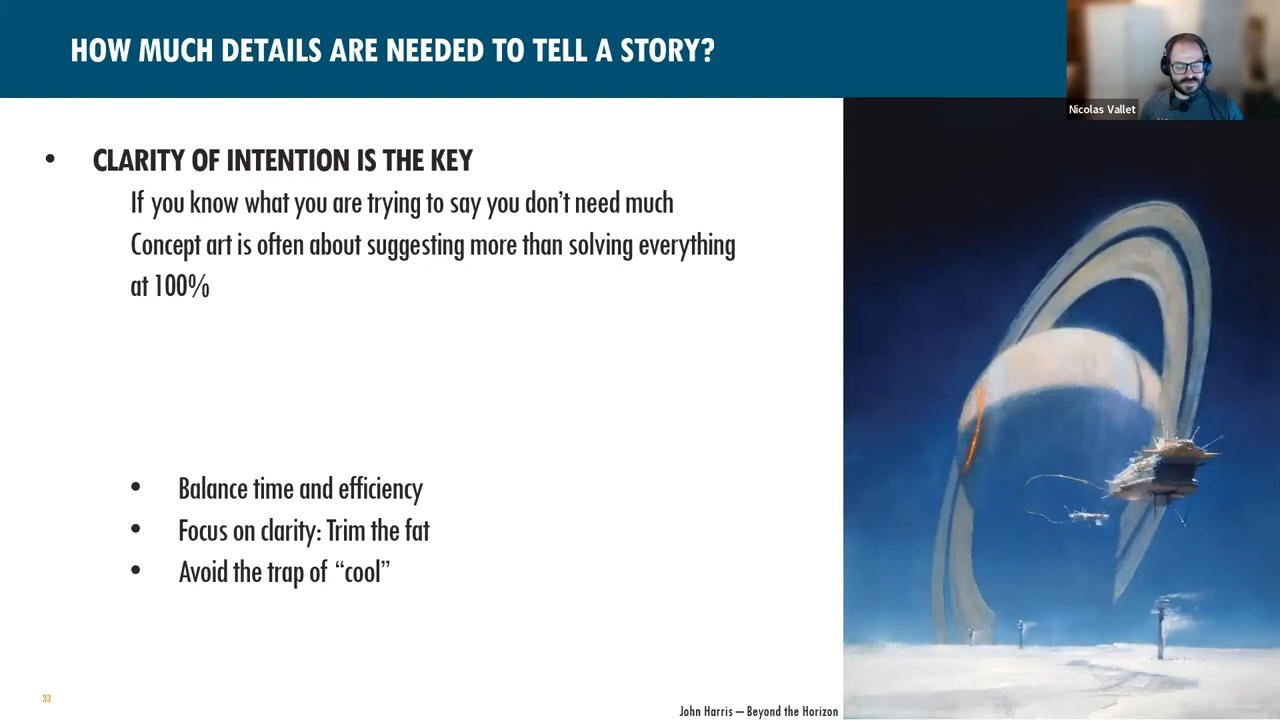 HOW MUCH DETAILS ARE NEEDED TO TELL A STORY?
Nicolas Vallet
• CLARITY OF INTENTION IS THE KEY
If you know what you are trying to say you don’t need much
Concept art is often about suggesting more than solving everything
at 100%
• Balance time and efficiency
• Focus on clarity: Trim the fat
• Avoid the trap of “cool”
33
John Harris – Beyond the Horizon